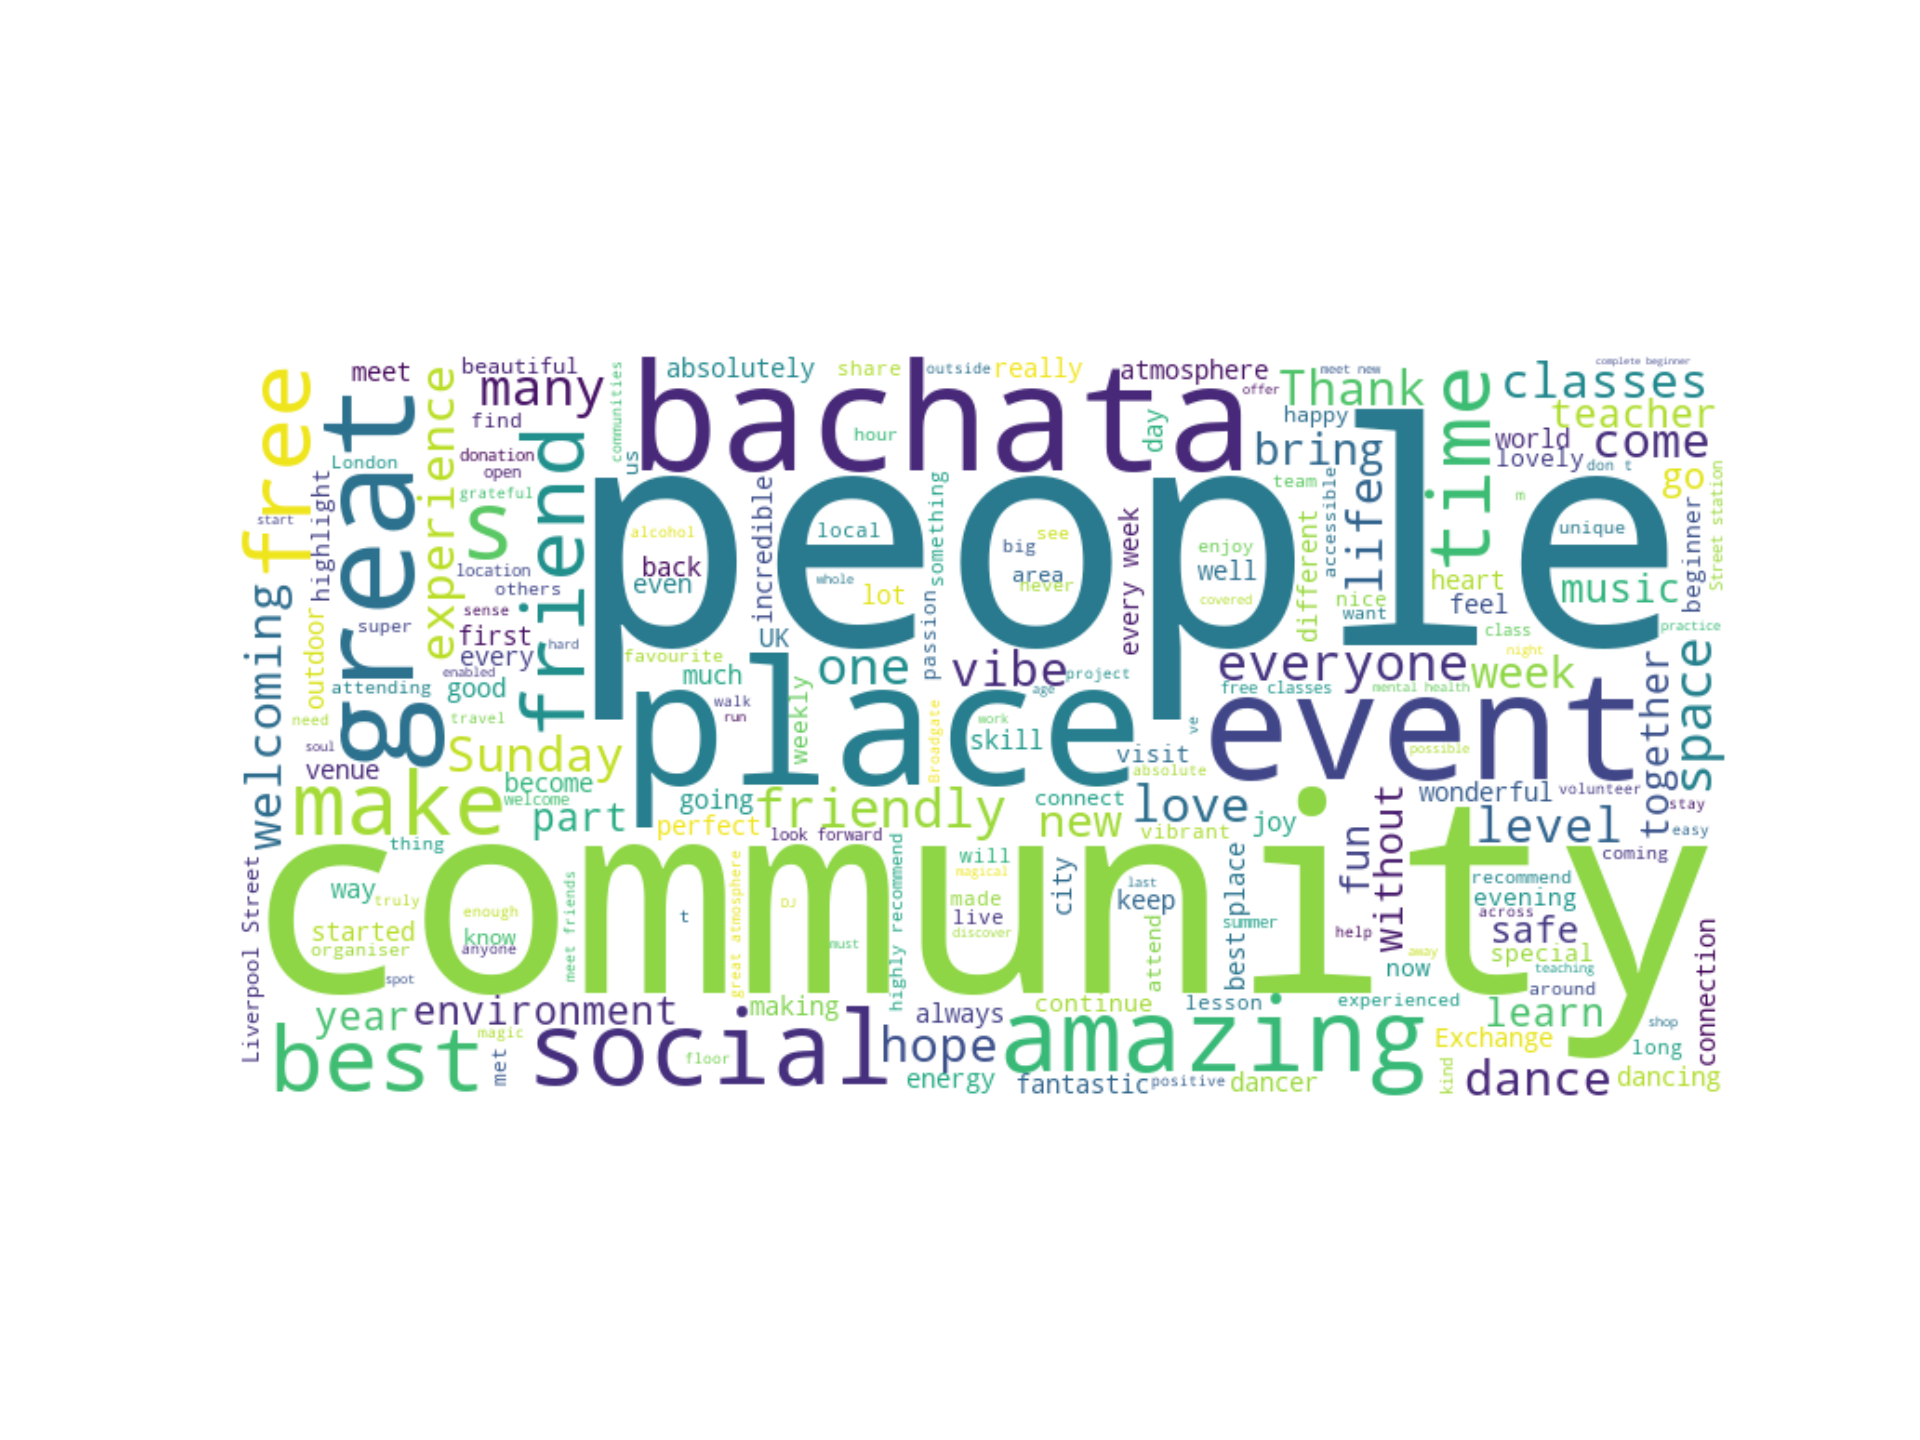 complete beginner
free
meet
beautiful
communities
absolutely
share
outside
really
atmosphere
meet new
Thank
time
classes
great
experience
many
bachata
offer
teacher
find
friend
hour
day
happy
life
world
come
London
donation
us
people
bring
lovely
don t
go
highlight
open
grateful
s
incredible
something
team
accessible
m
Street station
start
alcohol
local
big
see
every week
enjoy
different
unique
beginner
location
back
area
well
heart
others
even
whole
lot
never
covered
nice
music
welcoming
outdoor
sense
passion
want
feel
super
first
hard
UK
class
practice
every
favourite
one
vibe
everyone
night
week
together
space
enabled
much
project
attending
good
place
age
free classes
mental health
event
walk
weekly
need
travel
run
Broadgate
work
ve
soul
Sunday
skill
visit
possible
venue
become
absolute
make
welcome
going
friendly
connect
love
wonderful
volunteer
part
perfect
new
vibrant
joy
without
level
stay
look forward
easy
thing
community
fun
coming
Liverpool Street
way
truly
meet friends
great atmosphere
highly recommend
will
magical
city
last
keep
best place
recommend
enough
t
DJ
made
evening
started
know
live
summer
across
safe
organiser
anyone
must
discover
attend
help
away
special
connection
spot
now
teaching
around
year
environment
making
continue
lesson
experienced
learn
magic
social
always
amazing
shop
best
met
floor
hope
Exchange
long
energy
fantastic
positive
dancer
kind
dance
dancing